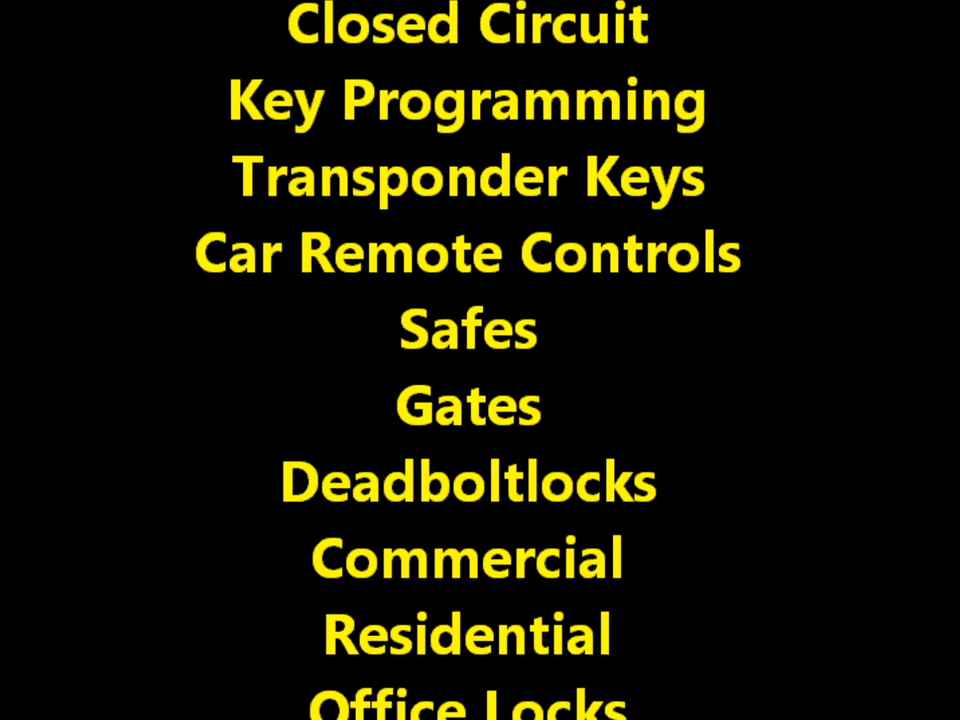 Closed Circuit
Key Programming
Transponder Keys
Car Remote Controls
Safes
Gates
Deadboltlocks
Commercial
Residential
Office Locks